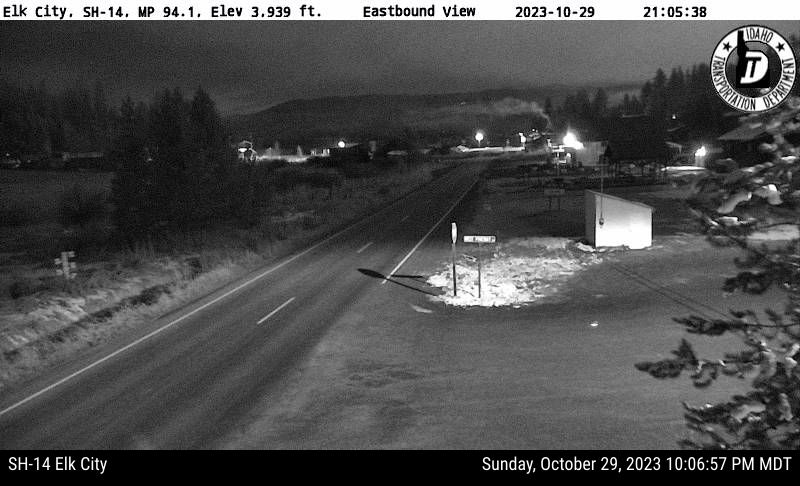 Elk City, SH-14, MP 94.1, Elev 3,939 ft. Eastbound View 2023-10-29 21:05:38
IDAHO
TRANSPORTATION DEPARTMENT
SH-14 Elk City
Sunday, October 29, 2023 10:06:57 PM MDT